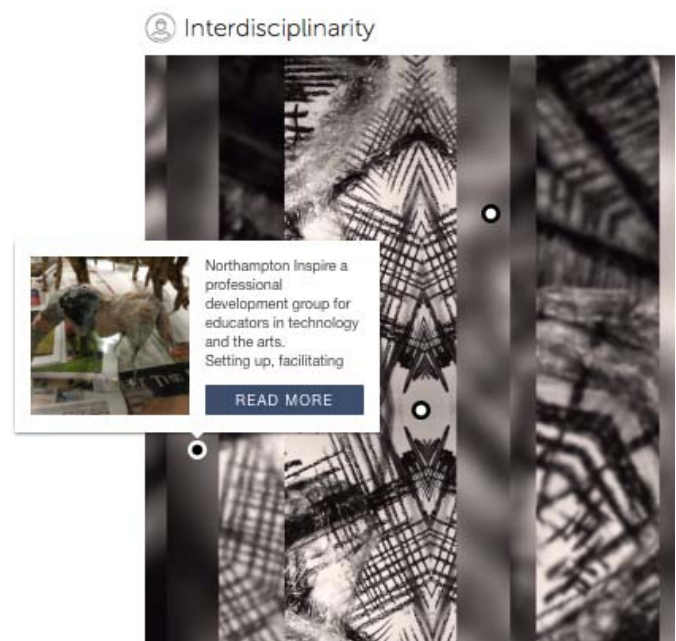 Interdisciplinarity
Northampton Inspire a
professional
development group for
educators in technology
and the arts.
Setting up, facilitating
READ MORE